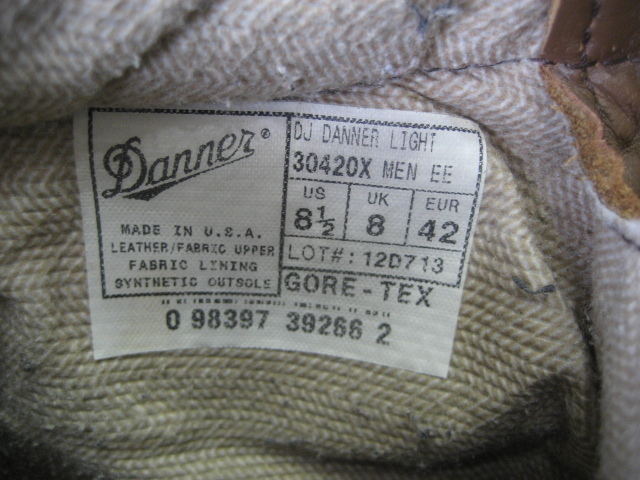 Danner®
MADE IN U.S.A.
LEATHER/FABRIC UPPER
FABRIC LINING
SYNTHETIC OUTSOLE
DJ DANNER LIGHT
30420X MEN EE
US UK EUR
8½ 8 42
LOT#: 12D713
GORE-TEX
0 98397 39266 2